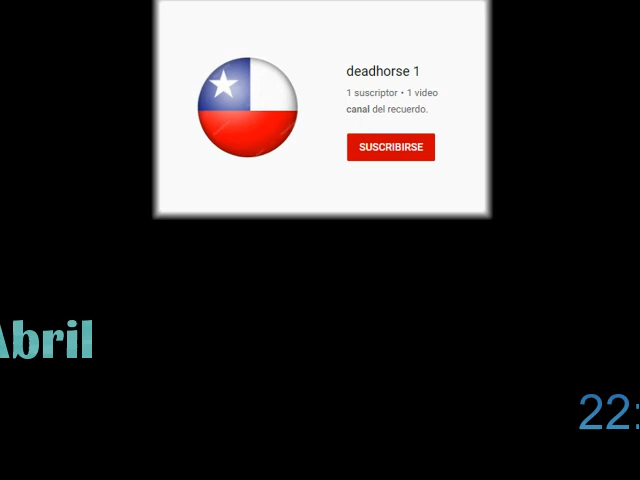 deadhorse 1
1 suscriptor • 1 video
canal del recuerdo.
SUSCRIBIRSE
Abril
22: